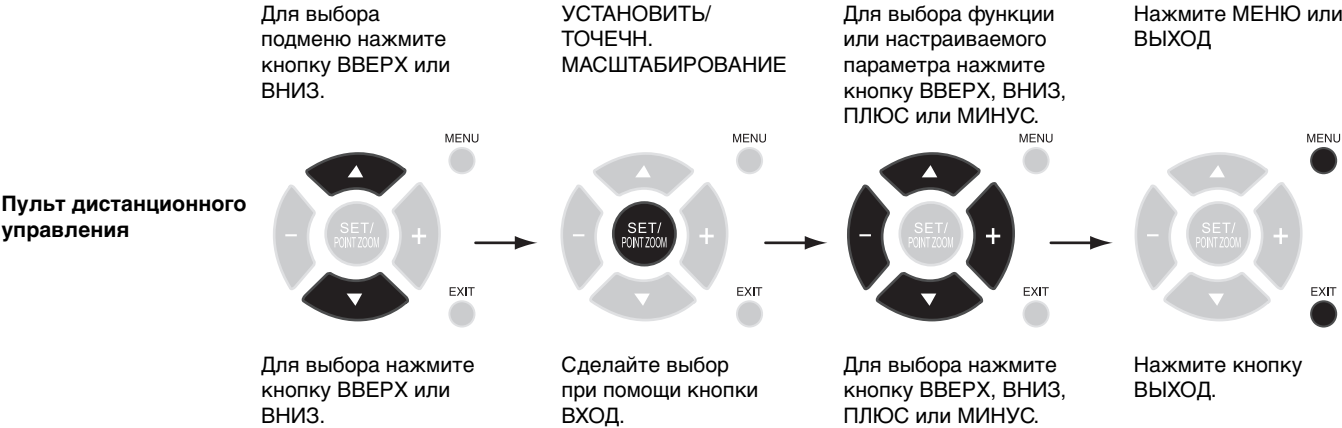 Для выбора
подменю нажмите
кнопку ВВЕРХ или
ВНИЗ.
УСТАНОВИТЬ/
ТОЧЕЧН.
МАСШТАБИРОВАНИЕ
Для выбора функции
или настраиваемого
параметра нажмите
кнопку ВВЕРХ, ВНИЗ,
ПЛЮС или МИНУС.
Нажмите МЕНЮ или
ВЫХОД
Пульт дистанционного
управления
MENU
-
SET/
POINT ZOOM
+
EXIT
MENU
-
SET/
POINT ZOOM
+
EXIT
MENU
-
SET/
POINT ZOOM
+
EXIT
MENU
-
SET/
POINT ZOOM
+
EXIT
Для выбора нажмите
кнопку ВВЕРХ или
ВНИЗ.
Сделайте выбор
при помощи кнопки
ВХОД.
Для выбора нажмите
кнопку ВВЕРХ, ВНИЗ,
ПЛЮС или МИНУС.
Нажмите кнопку
ВЫХОД.